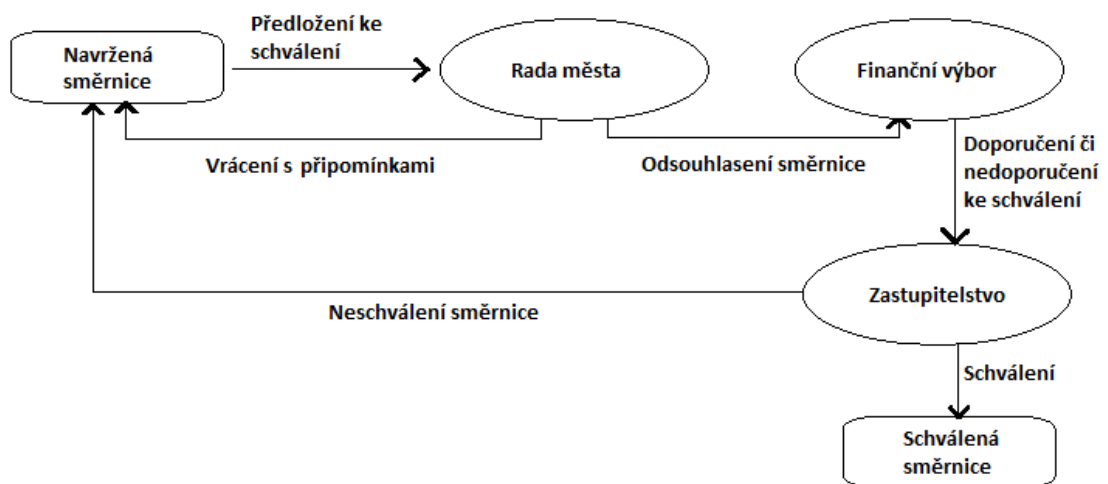 Navržená
směrnice
Předložení ke
schválení
Rada města
Finanční výbor
Vrácení s připomínkami
Odsouhlasení směrnice
Doporučení či
nedoporučení
ke schválení
Zastupitelstvo
Neschválení směrnice
Schválení
Schválená
směrnice